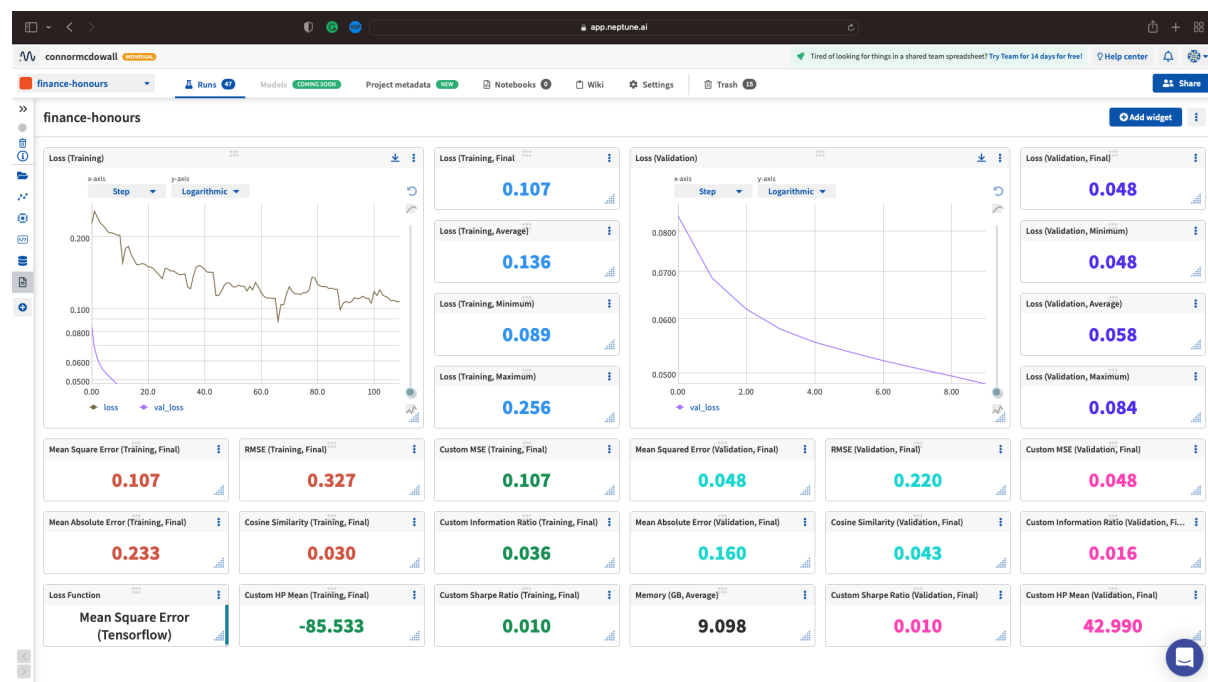 app.neptune.ai
connormcdowall INDIVIDUAL
Tired of looking for things in a shared team spreadsheet? Try Team for 14 days for free!
Help center
finance-honours
Runs 47
Models COMING SOON
Project metadata NEW
Notebooks 0
Wiki
Settings
Trash 15
Share
finance-honours
Add widget
Loss (Training)
x-axis
y-axis
Step
Logarithmic
0.200
0.100
0.0800
0.0600
0.0500
0.00 20.0 40.0 60.0 80.0 100
loss val_loss
Loss (Training, Final
0.107
Loss (Training, Average)
0.136
Loss (Training, Minimum)
0.089
Loss (Training, Maximum)
0.256
Loss (Validation)
x-axis
y-axis
Step
Logarithmic
0.0800
0.0700
0.0600
0.0500
0.00 2.00 4.00 6.00 8.00
val_loss
Loss (Validation, Final)
0.048
Loss (Validation, Minimum)
0.048
Loss (Validation, Average)
0.058
Loss (Validation, Maximum)
0.084
Mean Square Error (Training, Final)
0.107
RMSE (Training, Final)
0.327
Custom MSE (Training, Final)
0.107
Mean Squared Error (Validation, Final)
0.048
RMSE (Validation, Final)
0.220
Custom MSE (Validation, Final)
0.048
Mean Absolute Error (Training, Final)
0.233
Cosine Similarity (Training, Final)
0.030
Custom Information Ratio (Training, Final)
0.036
Mean Absolute Error (Validation, Final)
0.160
Cosine Similarity (Validation, Final)
0.043
Custom Information Ratio (Validation, Fi...
0.016
Loss Function
Mean Square Error
(Tensorflow)
Custom HP Mean (Training, Final)
-85.533
Custom Sharpe Ratio (Training, Final)
0.010
Memory (GB, Average)
9.098
Custom Sharpe Ratio (Validation, Final)
0.010
Custom HP Mean (Validation, Final)
42.990